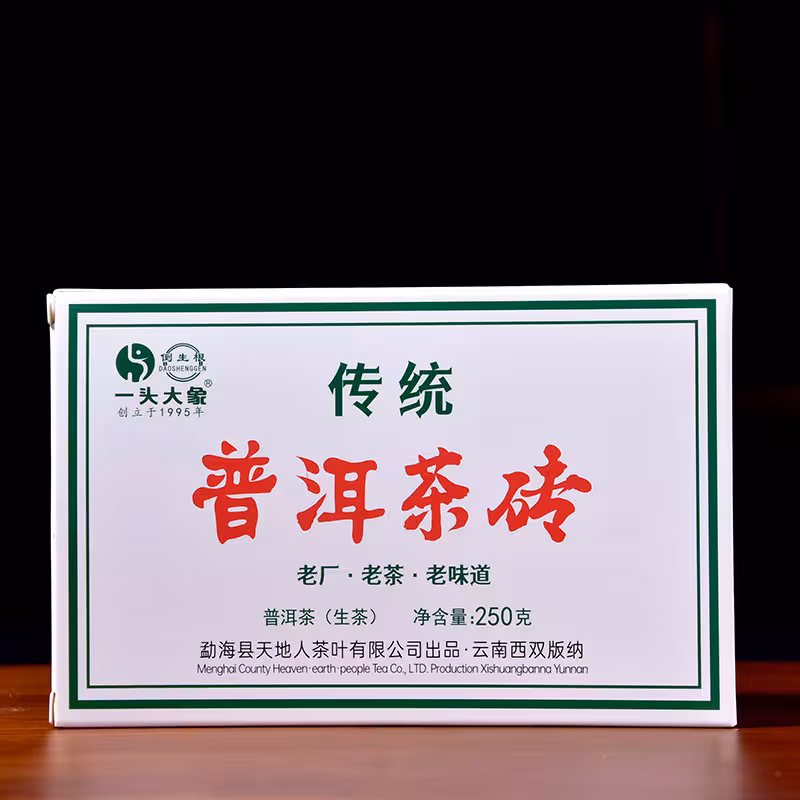 倒生根
DAOSHENGGEN
一头大象®
创立于1995年
传统
普洱茶砖
老厂·老茶·老味道
普洱茶（生茶） 净含量:250克
勐海县天地人茶叶有限公司出品·云南西双版纳
Menghai County Heaven·earth·people Tea Co., LTD. Production Xishuangbanna Yunnan